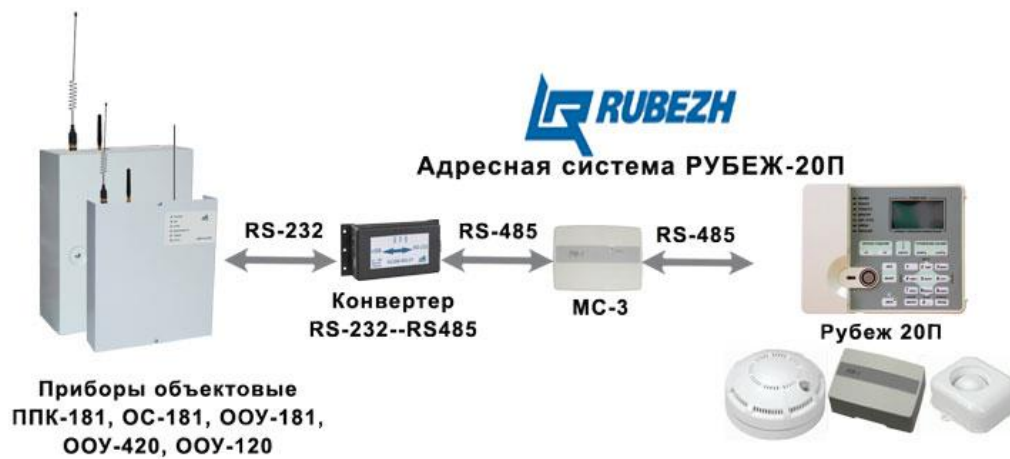 RUBEZH
Адресная система РУБЕЖ-20П
RS-232
RS-485
RS-485
Конвертер
RS-232--RS485
МС-3
Рубеж 20П
Приборы объектовые
ППК-181, ОС-181, ООУ-181,
ООУ-420, ООУ-120